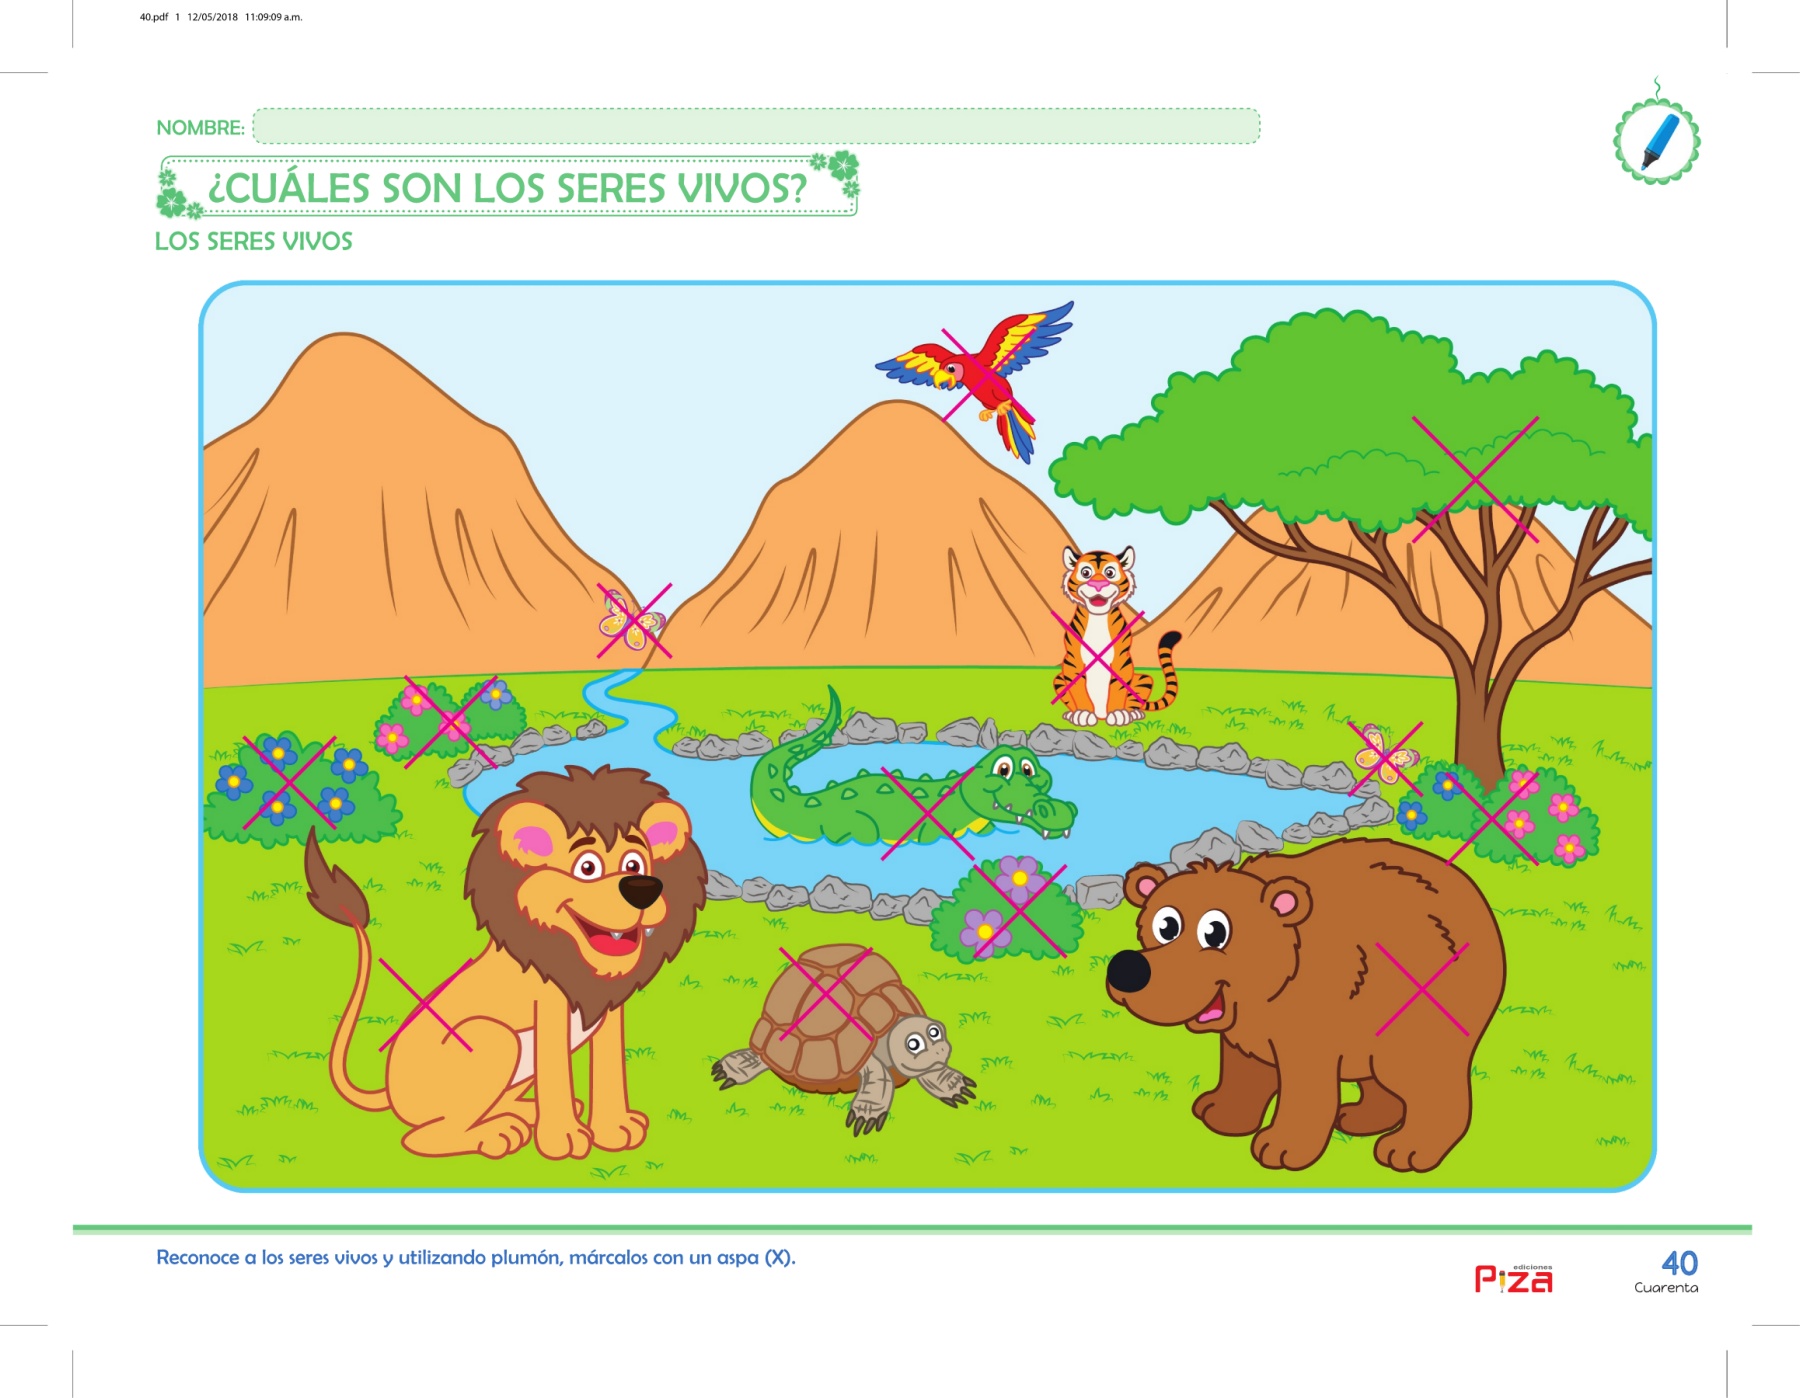 40.pdf 1 12/05/2018 11:09:09 a.m.
NOMBRE:
¿CUÁLES SON LOS SERES VIVOS?
LOS SERES VIVOS
Reconoce a los seres vivos y utilizando plumón, márcalos con un aspa (X).
ediciones
Piza
40
Cuarenta